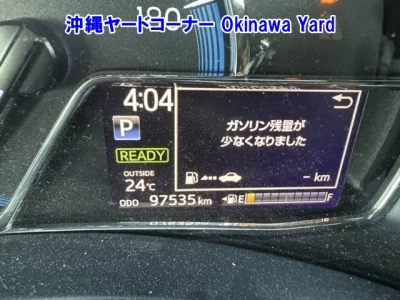 沖縄ヤードコーナー Okinawa Yard
180
4:04
P
READY
OUTSIDE
24℃
ODO 97535 km
ガソリン残量が
少なくなりました
- km
E F